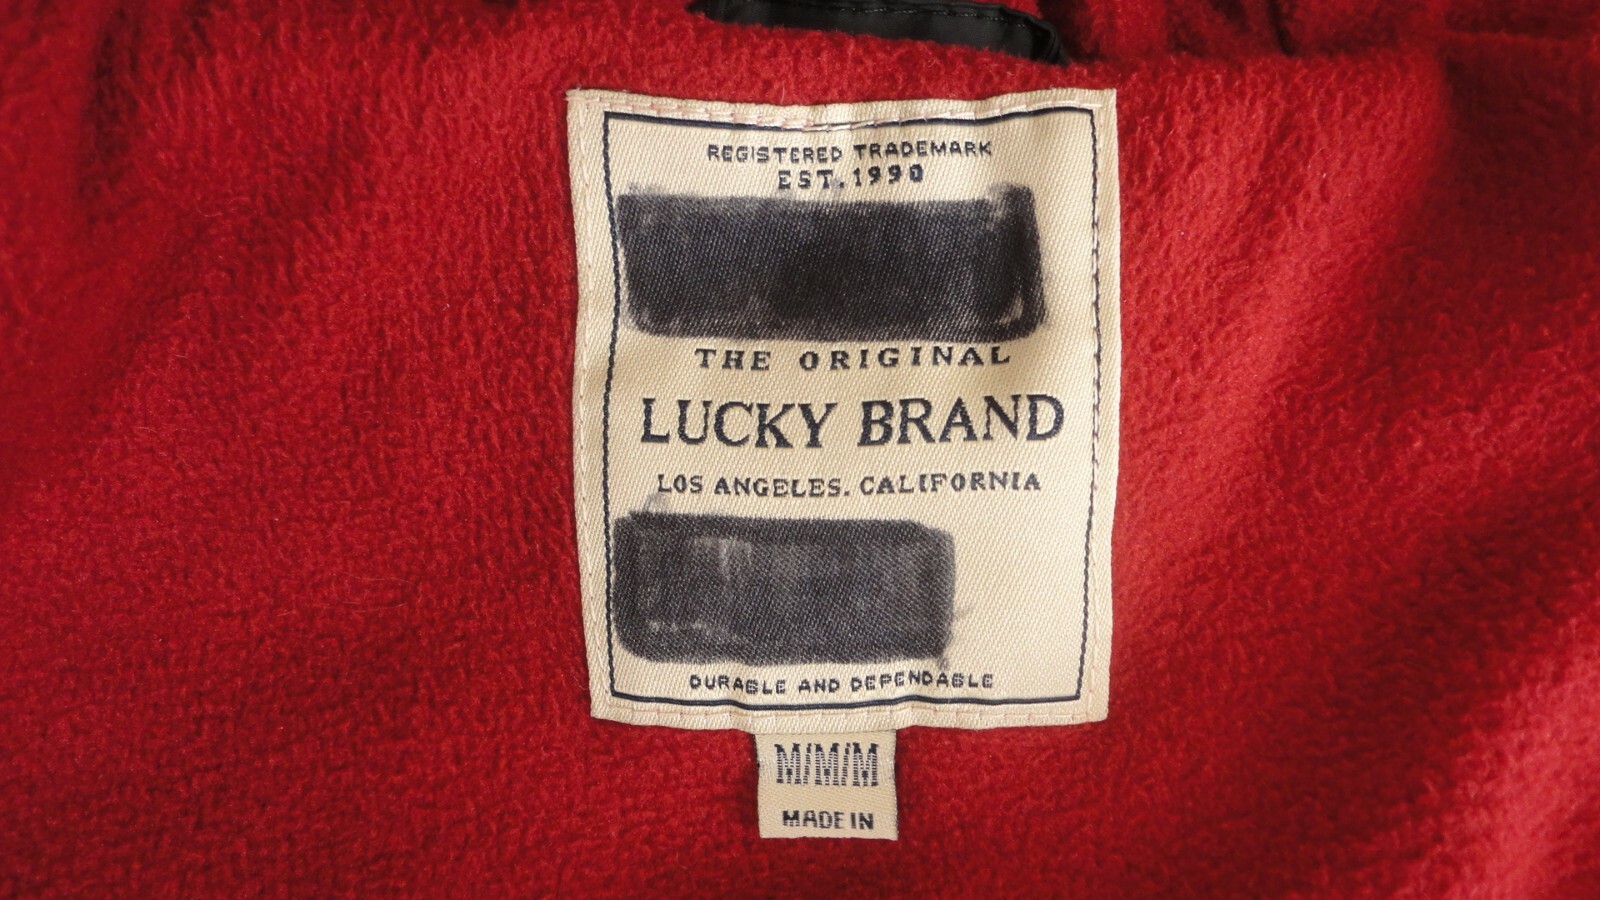 REGISTERED TRADEMARK
EST. 1990
THE ORIGINAL
LUCKY BRAND
LOS ANGELES. CALIFORNIA
DURABLE AND DEPENDABLE
M/M/M
MADE IN